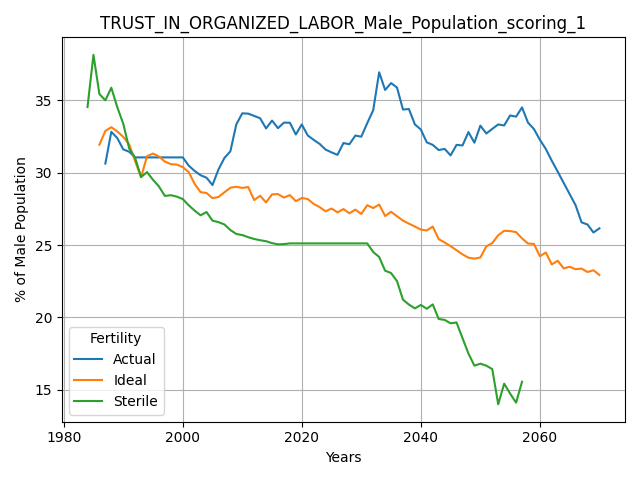 TRUST_IN_ORGANIZED_LABOR_Male_Population_scoring_1
% of Male Population
35
30
25
20
15
Fertility
Actual
Ideal
Sterile
1980
2000
2020
2040
2060
Years